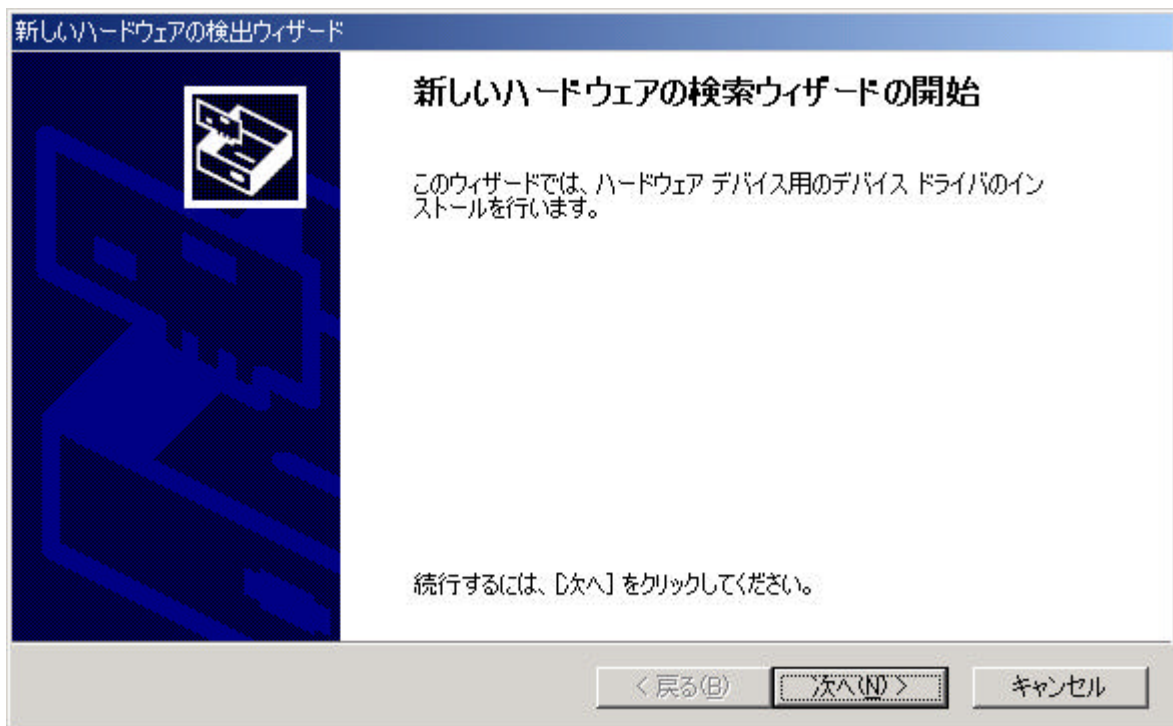 新しいハードウェアの検出ウィザード
新しいハードウェアの検索ウィザードの開始
このウィザードでは、ハードウェア デバイス用のデバイス ドライバのイン
ストールを行います。
続行するには、[次へ] をクリックしてください。
< 戻る(B)
次へ(N) >
キャンセル